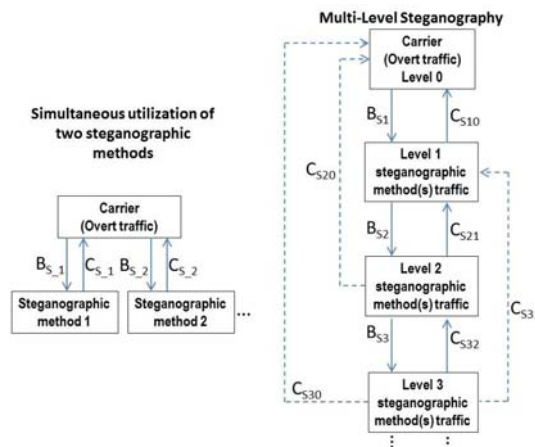 Multi-Level Steganography
Carrier
(Overt traffic)
Level 0
Simultaneous utilization of
two steganographic
methods
B_S1
C_S10
C_S20
Level 1
steganographic
method(s) traffic
Carrier
(Overt traffic)
B_S2
C_S21
B_S_1
C_S_1
B_S_2
C_S_2
Level 2
steganographic
method(s) traffic
Steganographic
method 1
Steganographic
method 2
...
C_S3
B_S3
C_S32
C_S30
Level 3
steganographic
method(s) traffic